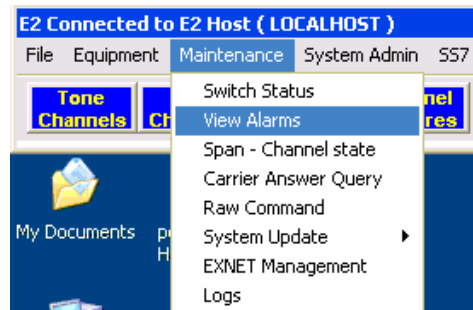 E2 Connected to E2 Host ( LOCALHOST )
File Equipment Maintenance System Admin SS7
Tone
Channels
Switch Status
View Alarms
Span - Channel state
Carrier Answer Query
Raw Command
System Update
EXNET Management
Logs
My Documents